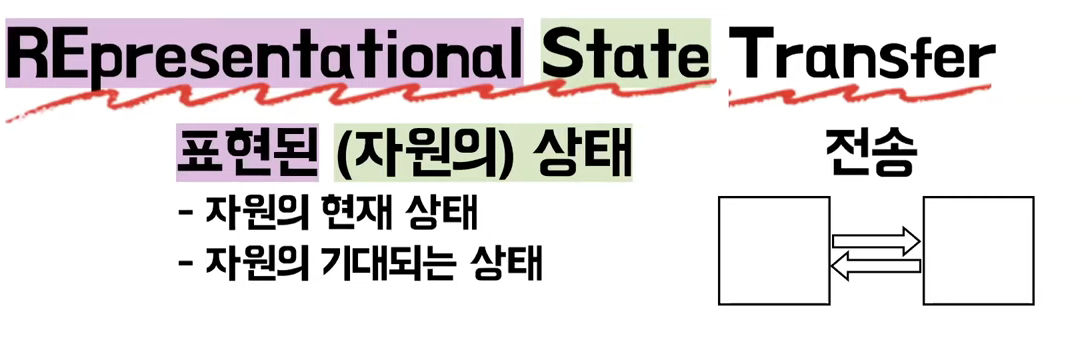 REpresentational State Transfer
표현된 (자원의) 상태 전송
- 자원의 현재 상태
- 자원의 기대되는 상태